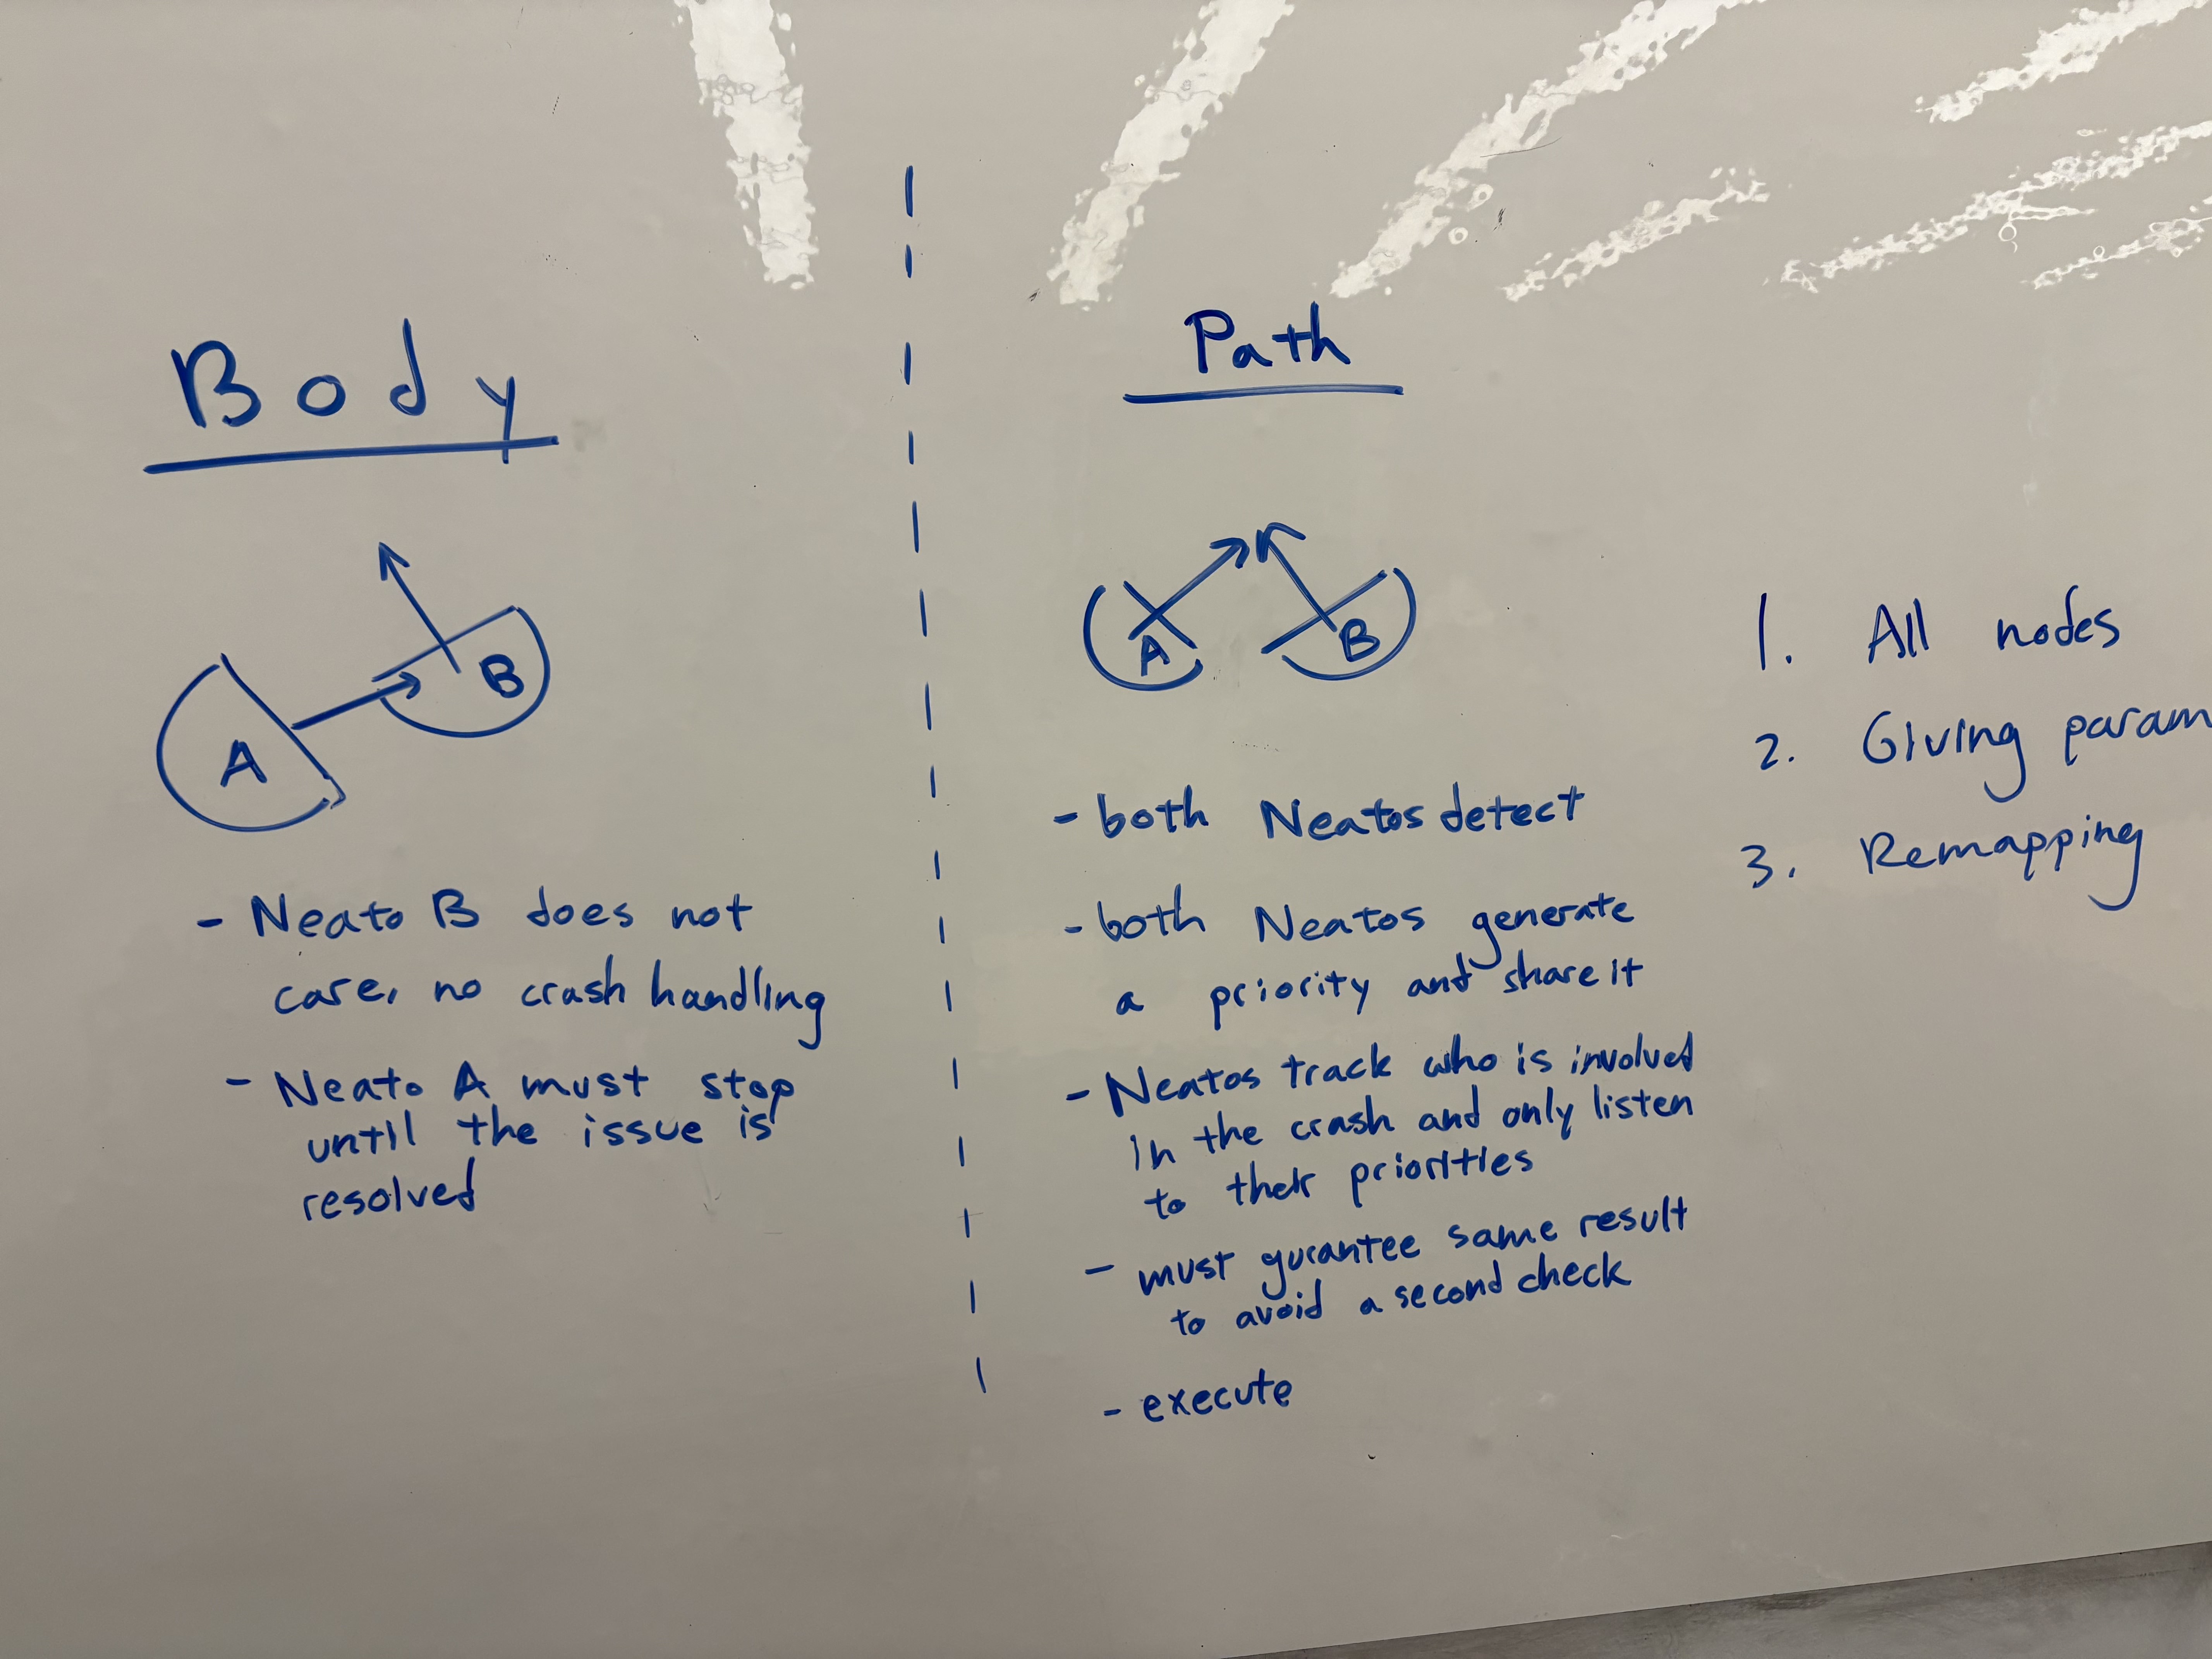 Body
A
B
- Neato B does not
care, no crash handling
- Neato A must stop
until the issue is
resolved
Path
A
B
- both Neatos detect
- both Neatos generate
a priority and share it
- Neatos track who is involved
in the crash and only listen
to their priorities
- must gurantee same result
to avoid a second check
- execute
1. All nodes
2. Giving param
3. Remapping